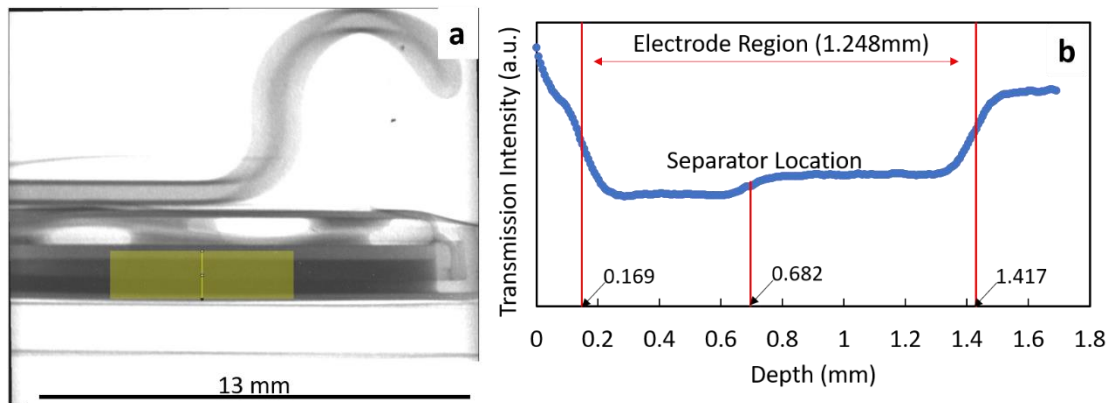 a
13 mm
b
Electrode Region (1.248mm)
Separator Location
0.169
0.682
1.417
Transmission Intensity (a.u.)
0 0.2 0.4 0.6 0.8 1 1.2 1.4 1.6 1.8
Depth (mm)